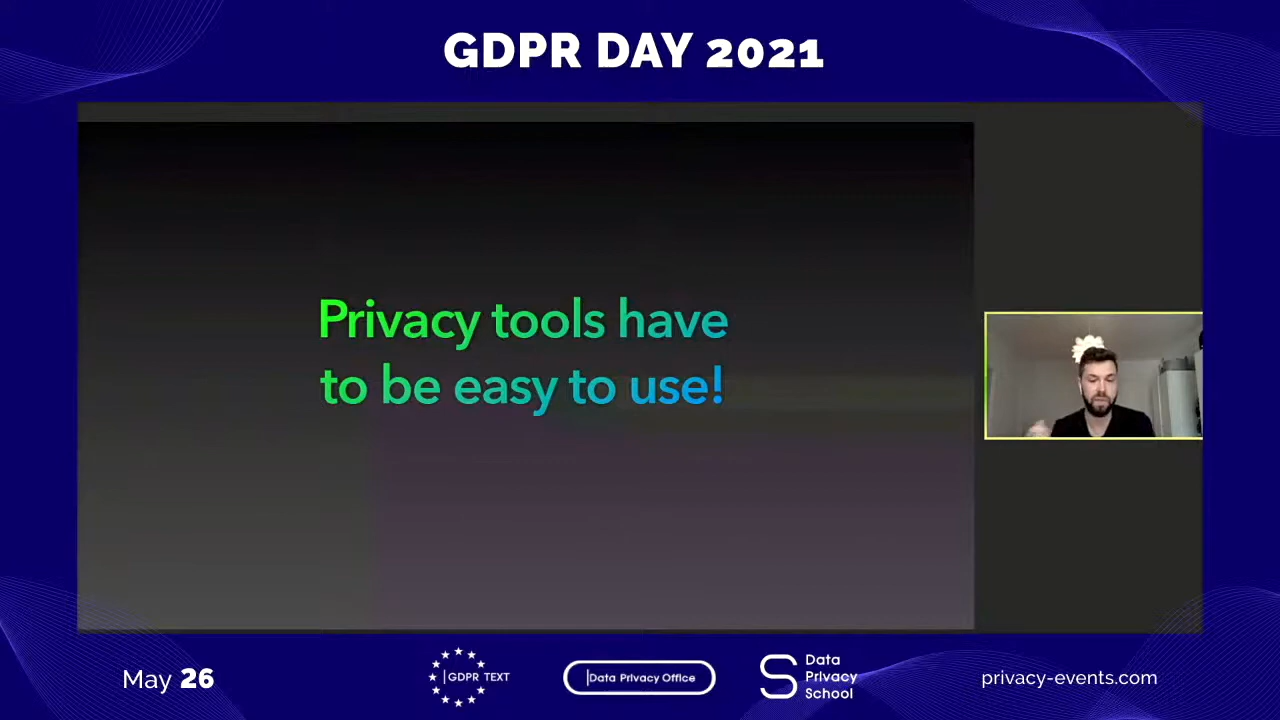 GDPR DAY 2021
Privacy tools have
to be easy to use!
May 26
GDPR TEXT
Data Privacy Office
Data
Privacy
School
privacy-events.com